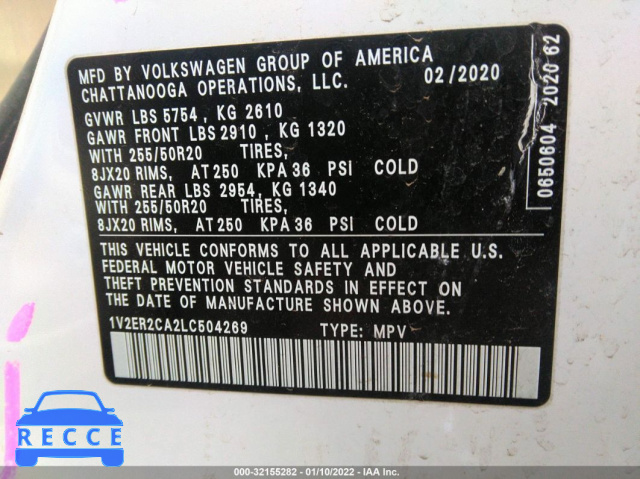 MFD BY VOLKSWAGEN GROUP OF AMERICA
CHATTANOOGA OPERATIONS, LLC. 02/2020
GVWR LBS 5754 , KG 2610
GAWR FRONT LBS 2910 , KG 1320
WITH 255/50R20 TIRES,
8JX20 RIMS, AT 250 KPA 36 PSI COLD
GAWR REAR LBS 2954 , KG 1340
WITH 255/50R20 TIRES,
8JX20 RIMS, AT 250 KPA 36 PSI COLD
THIS VEHICLE CONFORMS TO ALL APPLICABLE U.S.
FEDERAL MOTOR VEHICLE SAFETY AND
THEFT PREVENTION STANDARDS IN EFFECT ON
THE DATE OF MANUFACTURE SHOWN ABOVE.
1V2ER2CA2LC504269 TYPE: MPV
0650604 2020 62
RECCE
000-32155282 - 01/10/2022 - IAA Inc.